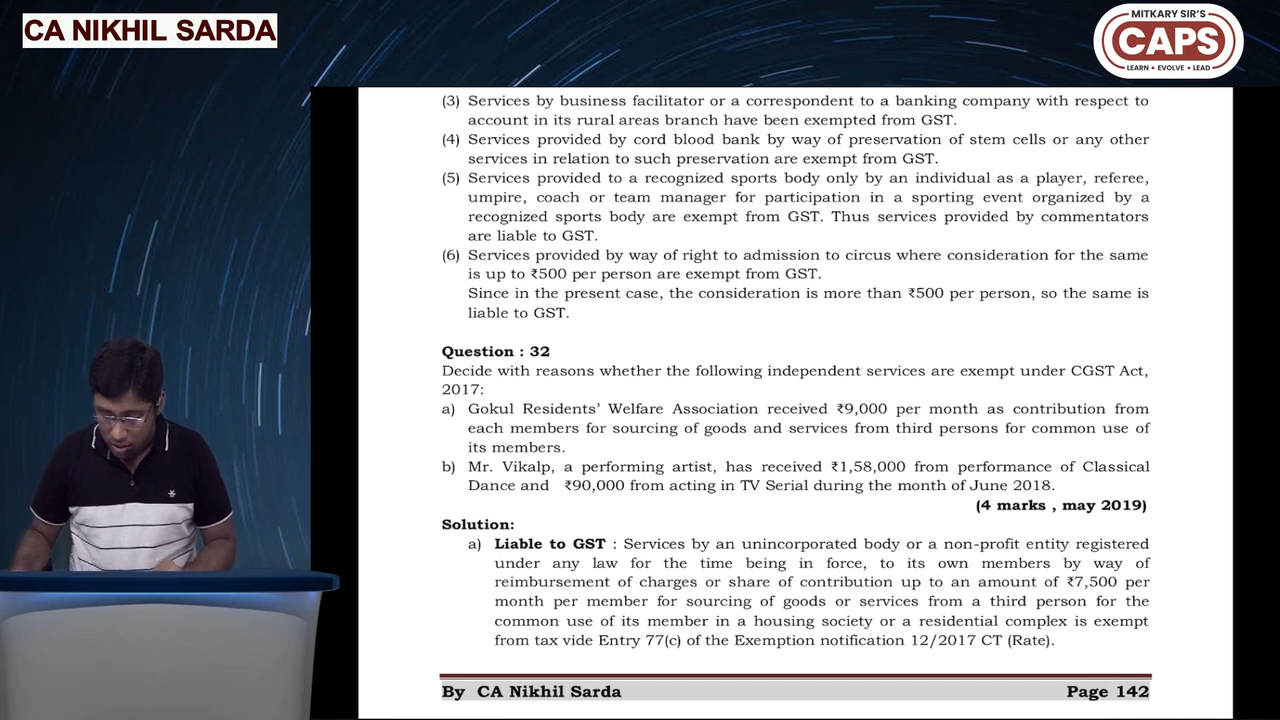 CA NIKHIL SARDA
MITKARY SIR'S
CAPS
LEARN • EVOLVE • LEAD
(3) Services by business facilitator or a correspondent to a banking company with respect to
account in its rural areas branch have been exempted from GST.
(4) Services provided by cord blood bank by way of preservation of stem cells or any other
services in relation to such preservation are exempt from GST.
(5) Services provided to a recognized sports body only by an individual as a player, referee,
umpire, coach or team manager for participation in a sporting event organized by a
recognized sports body are exempt from GST. Thus services provided by commentators
are liable to GST.
(6) Services provided by way of right to admission to circus where consideration for the same
is up to ₹500 per person are exempt from GST.
Since in the present case, the consideration is more than ₹500 per person, so the same is
liable to GST.
Question : 32
Decide with reasons whether the following independent services are exempt under CGST Act,
2017:
a) Gokul Residents' Welfare Association received ₹9,000 per month as contribution from
each members for sourcing of goods and services from third persons for common use of
its members.
b) Mr. Vikalp, a performing artist, has received ₹1,58,000 from performance of Classical
Dance and ₹90,000 from acting in TV Serial during the month of June 2018.
(4 marks , may 2019)
Solution:
a) Liable to GST : Services by an unincorporated body or a non-profit entity registered
under any law for the time being in force, to its own members by way of
reimbursement of charges or share of contribution up to an amount of ₹7,500 per
month per member for sourcing of goods or services from a third person for the
common use of its member in a housing society or a residential complex is exempt
from tax vide Entry 77(c) of the Exemption notification 12/2017 CT (Rate).
By CA Nikhil Sarda
Page 142